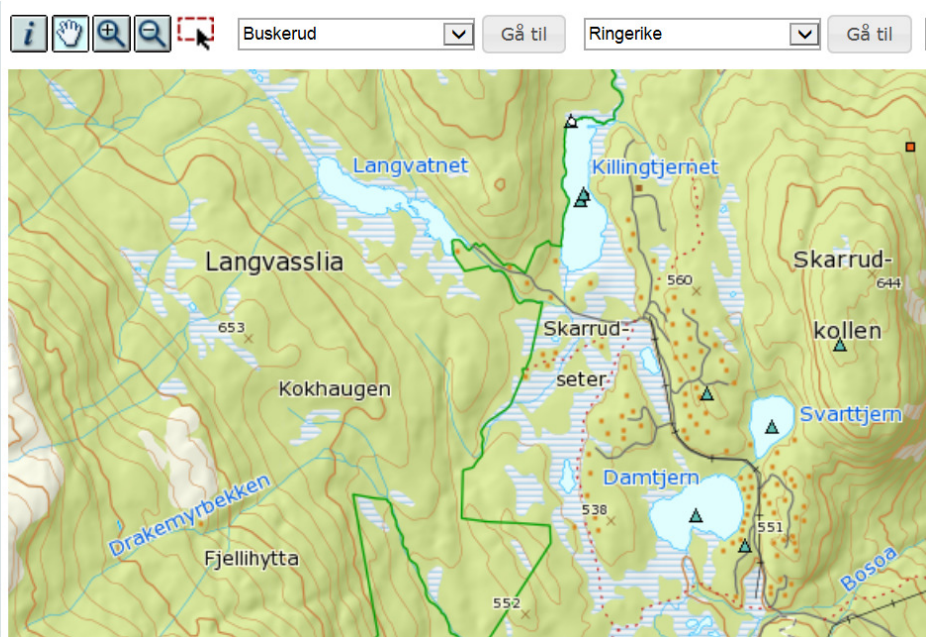 i
Buskerud
Gå til
Ringerike
Gå til
Langvatnet
Killingtjernet
Langvasslia
Skarrud-
560
644
653
Skarrud-
kollen
Kokhaugen
seter
Svarttjern
Damtjern
Drakemyrbekken
538
551
Fjellihytta
Bosoa
552